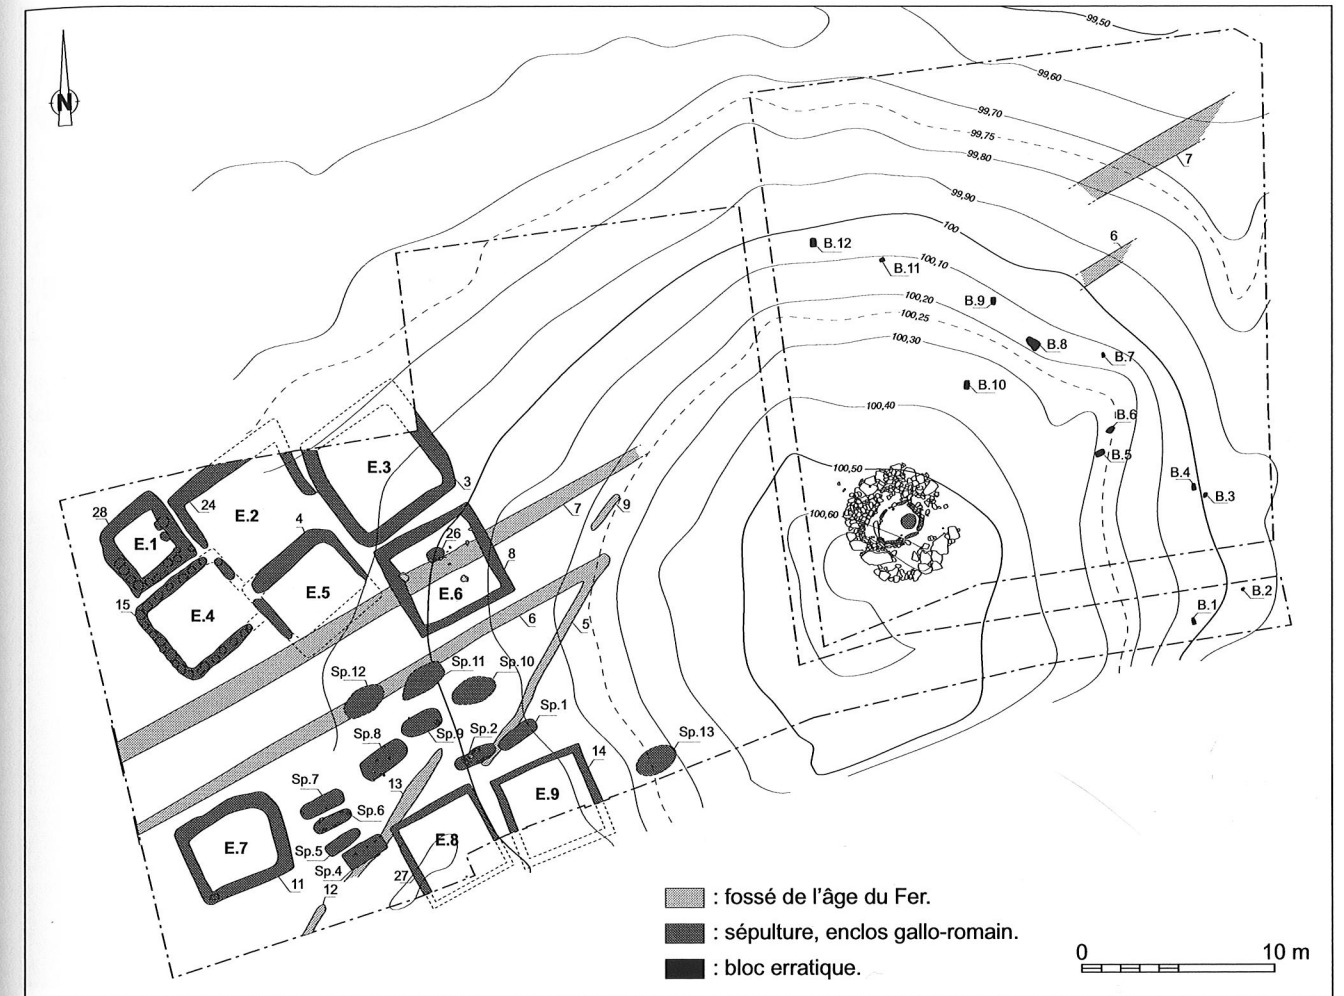 99,50
N
99,60
99,70
99,75
99,80
7
99,90
100
6
B.12
B.11
100,10
B.9
100,20
100,25
B.8
100,30
B.7
B.10
100,40
B.6
B.5
E.3
100,50
B.4
B.3
3
28
24
E.2
4
7
9
100,60
E.1
26
8
E.5
E.6
15
E.4
6
5
B.2
B.1
Sp.12
Sp.11
Sp.10
Sp.1
Sp.9
Sp.2
Sp.13
Sp.8
14
13
Sp.7
E.9
Sp.6
E.7
Sp.5
E.8
Sp.4
11
12
27
: fossé de l'âge du Fer.
: sépulture, enclos gallo-romain.
: bloc erratique.
0 10 m